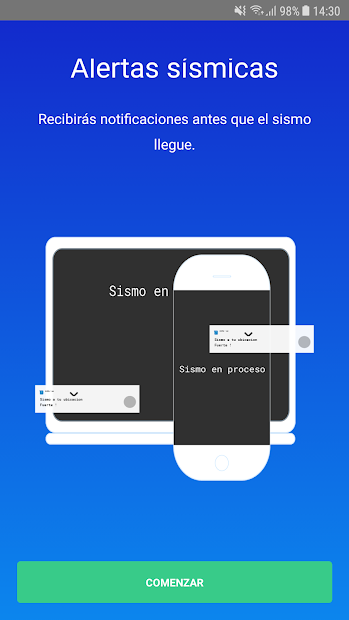 98% 14:30
Alertas sísmicas
Recibirás notificaciones antes que el sismo
llegue.
Sismo en
Sismo a tu ubicacion
Fuerte !
Sismo en proceso
Sismo a tu ubicacion
Fuerte !
COMENZAR